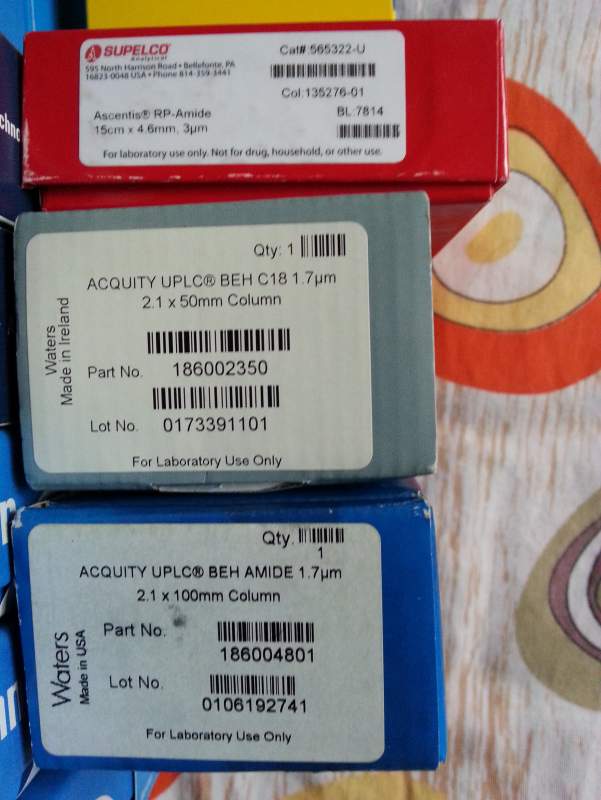 SUPELCO
Analytical
595 North Harrison Road • Bellefonte, PA
16823-0048 USA • Phone 814-359-3441
Cat#:565322-U
Col:135276-01
BL:7814
Ascentis® RP-Amide
15cm x 4.6mm, 3µm
For laboratory use only. Not for drug, household, or other use.
Qty: 1
ACQUITY UPLC® BEH C18 1.7µm
2.1 x 50mm Column
Waters
Made in Ireland
Part No. 186002350
Lot No. 0173391101
For Laboratory Use Only
Qty.
1
ACQUITY UPLC® BEH AMIDE 1.7µm
2.1 x 100mm Column
Waters
Made in USA
Part No.
186004801
Lot No.
0106192741
For Laboratory Use Only